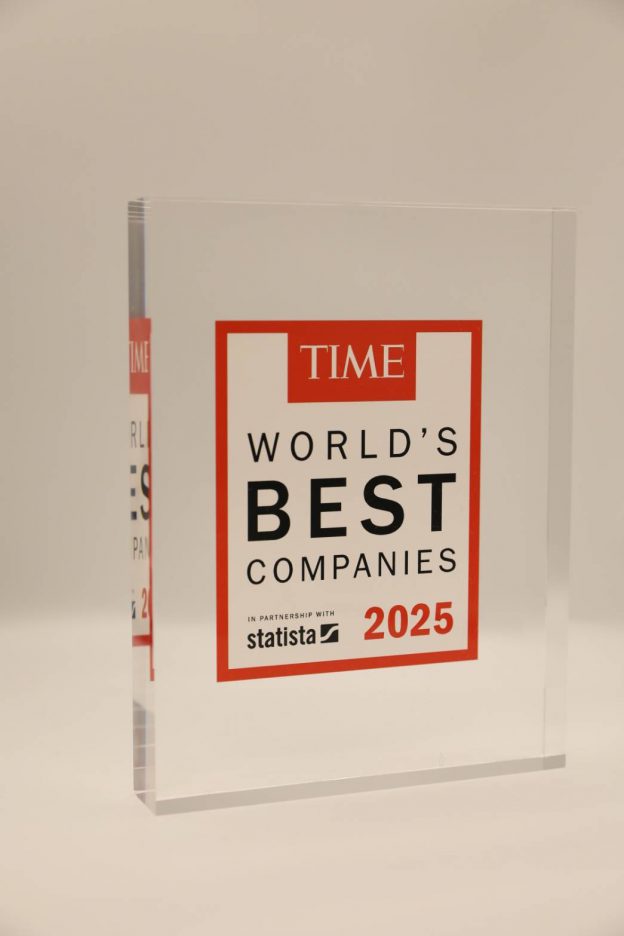 TIME
WORLD'S
BEST
COMPANIES
IN PARTNERSHIP WITH
statista
2025